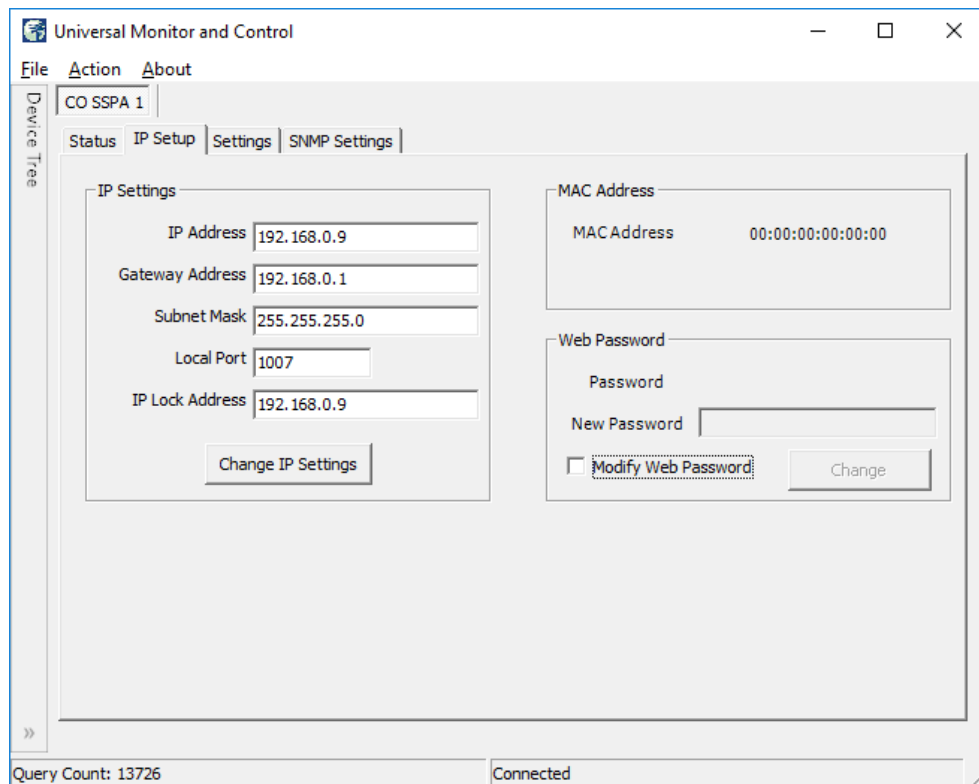 Universal Monitor and Control
File Action About
Device Tree
CO SSPA 1
Status IP Setup Settings SNMP Settings
IP Settings
IP Address 192.168.0.9
Gateway Address 192.168.0.1
Subnet Mask 255.255.255.0
Local Port 1007
IP Lock Address 192.168.0.9
Change IP Settings
MAC Address
MAC Address 00:00:00:00:00:00
Web Password
Password
New Password
Modify Web Password Change
»
Query Count: 13726 Connected